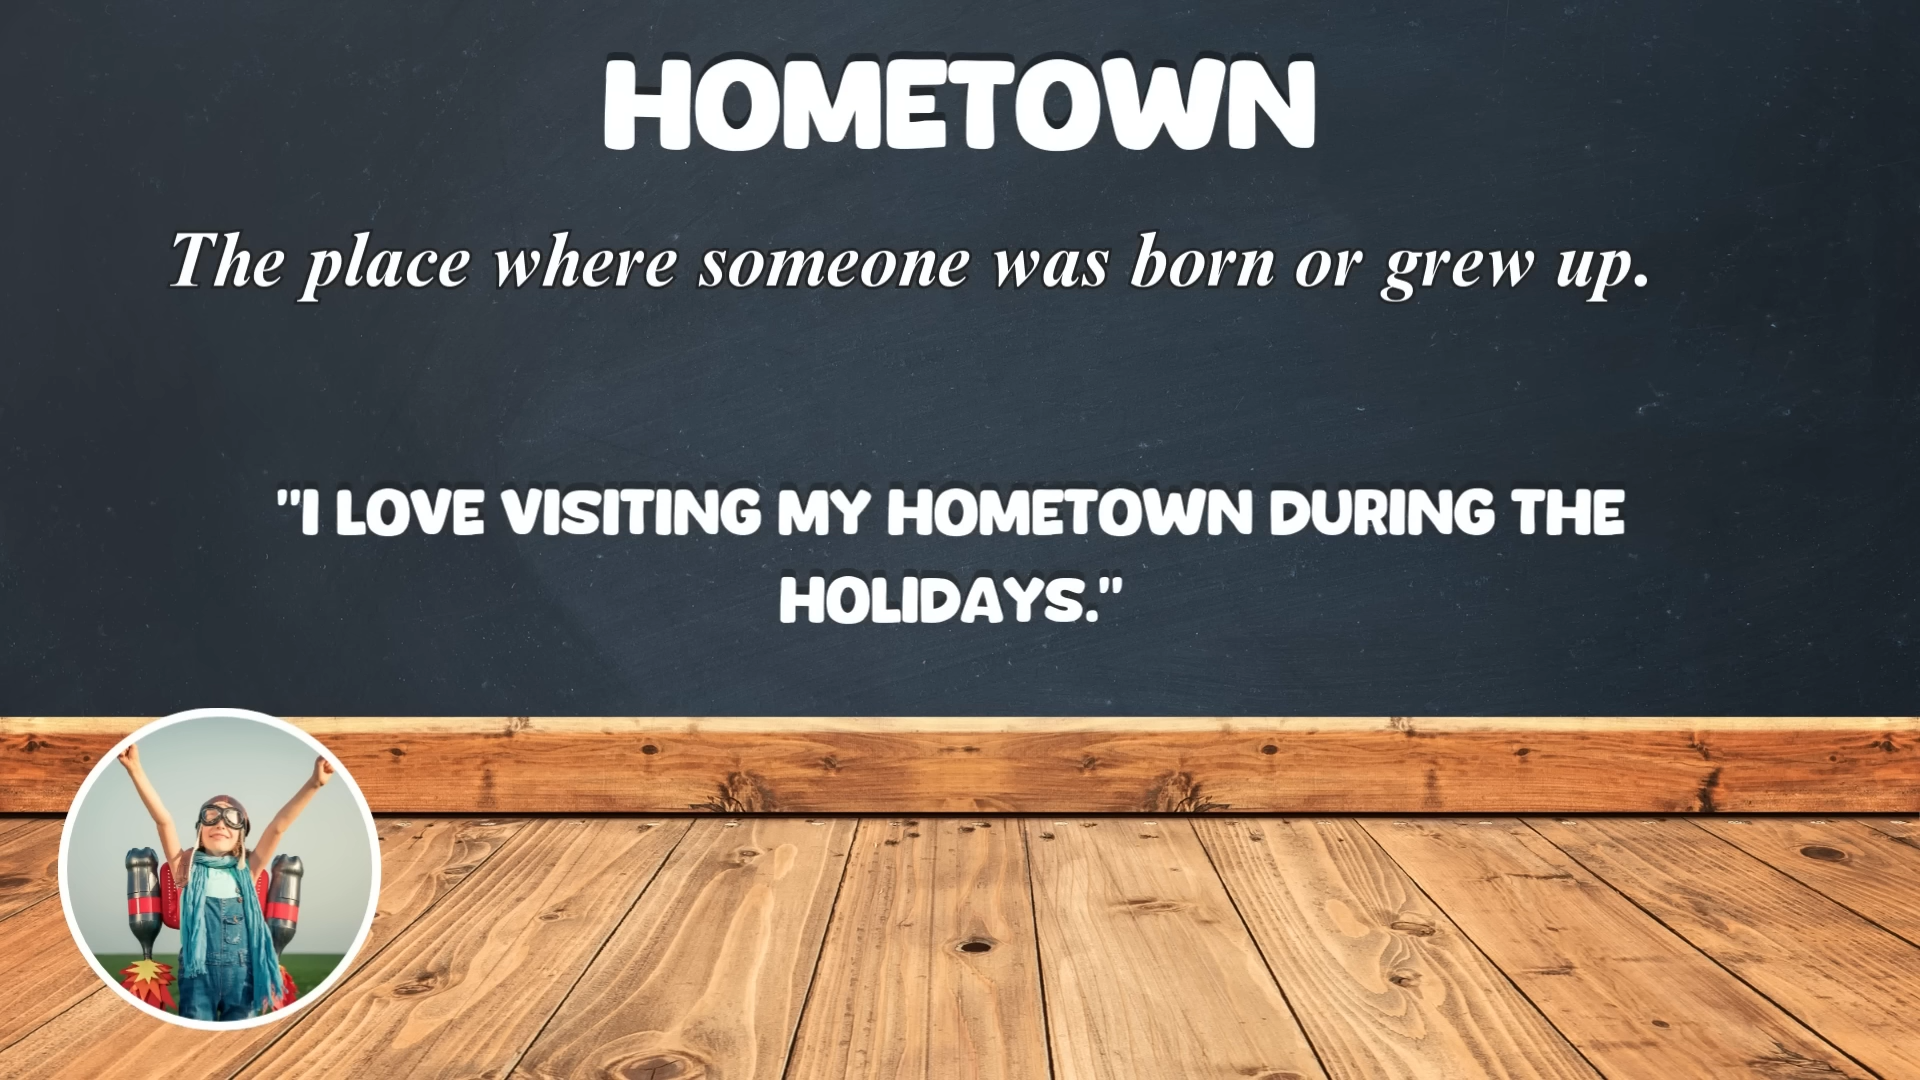 HOMETOWN
The place where someone was born or grew up.
"I LOVE VISITING MY HOMETOWN DURING THE
HOLIDAYS."